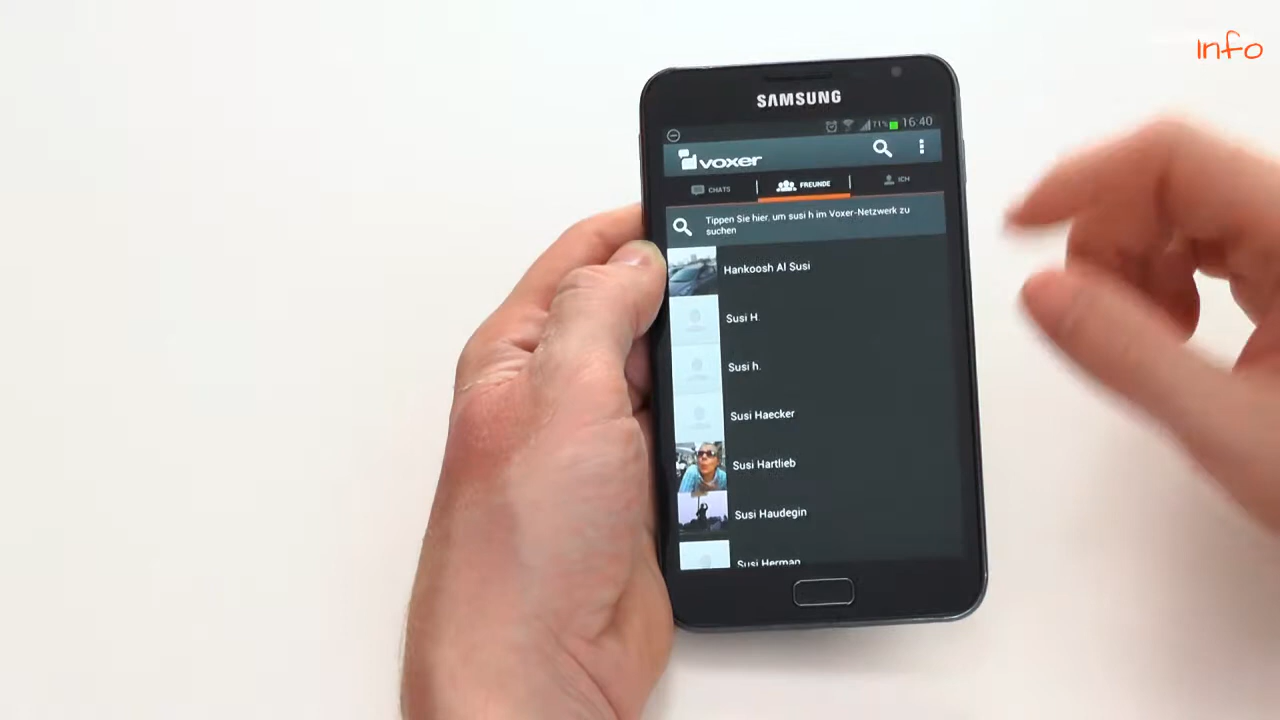 Info
SAMSUNG
71% 16:40
voxer
CHATS FREUNDE ICH
Tippen Sie hier, um susi h im Voxer-Netzwerk zu
suchen
Hankoosh Al Susi
Susi H.
Susi h.
Susi Haecker
Susi Hartlieb
Susi Haudegin
Susi Herman